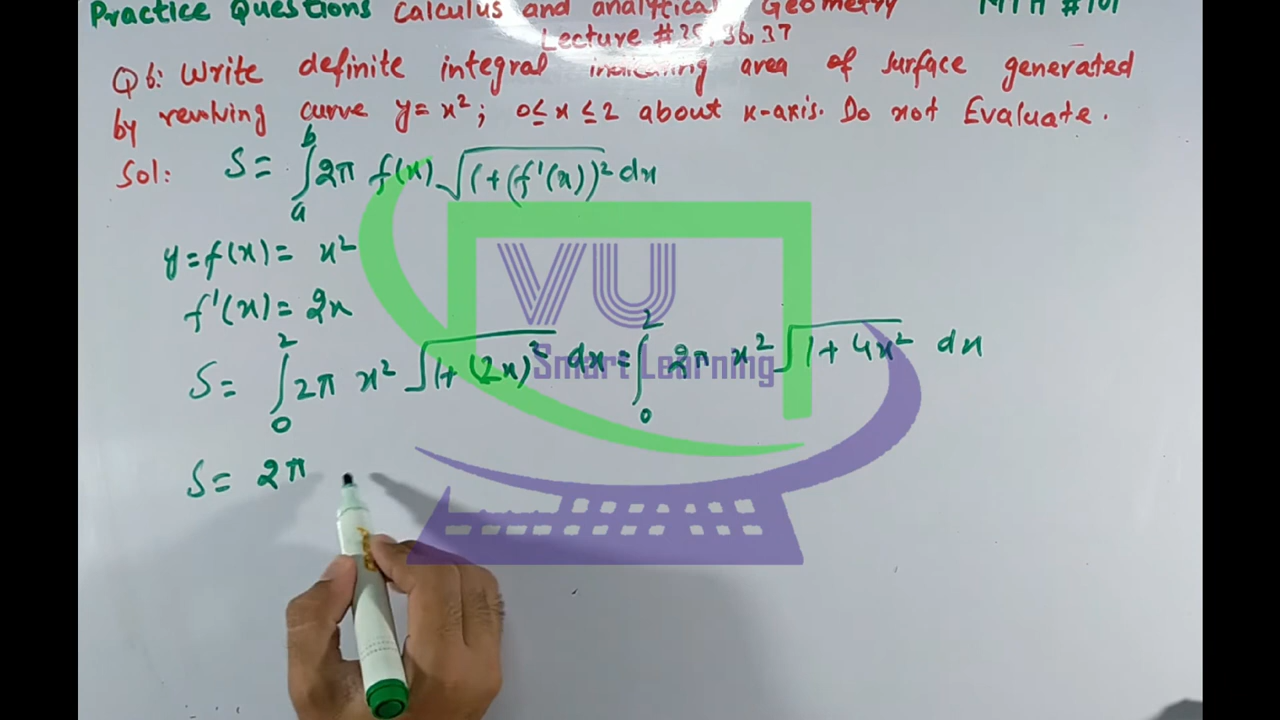 Practice Questions Calculus and analytical Geometry MTH #101
Lecture #35, 36, 37
Q6: Write definite integral indicating area of surface generated
by revolving curve y = x²; 0≤x≤2 about x-axis. Do not Evaluate.
Sol: S = ∫ₐᵇ 2π f(x) √(1+(f'(x))²) dx
y=f(x)= x²
f'(x)= 2x
S= ∫₀² 2π x² √(1+(2x)²) dx = ∫₀² 2π x² √(1+4x²) dx
S= 2π
VU
Smart Learning